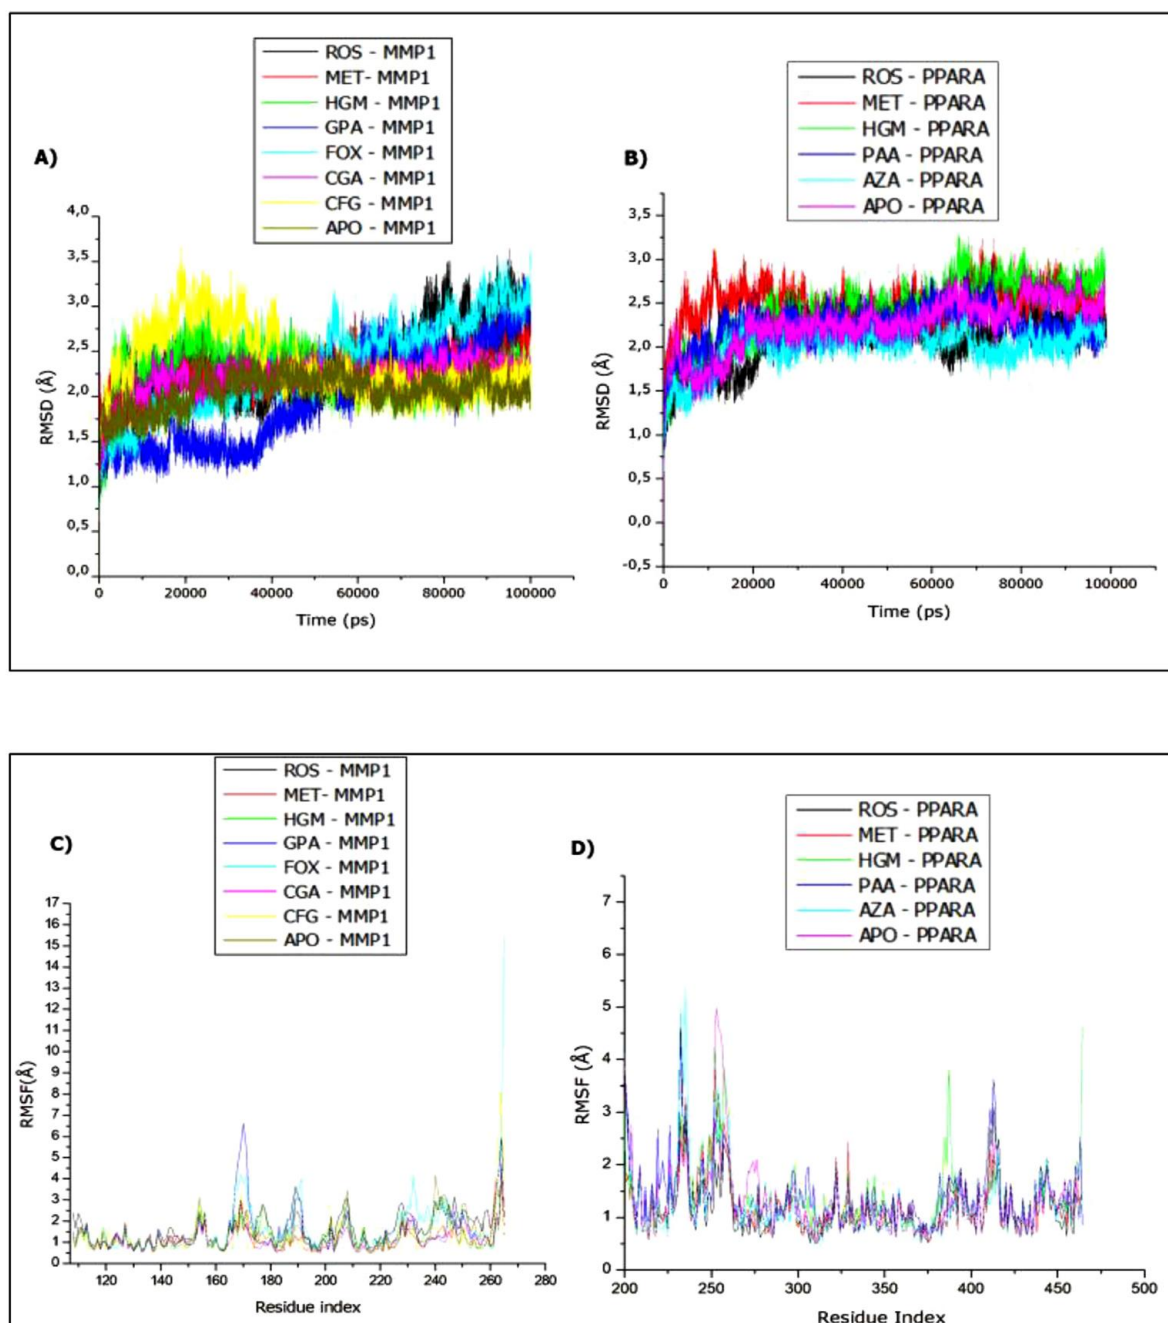 A)
ROS - MMP1
MET- MMP1
HGM - MMP1
GPA - MMP1
FOX - MMP1
CGA - MMP1
CFG - MMP1
APO - MMP1
4,0
3,5
3,0
2,5
2,0
1,5
1,0
0,5
0,0
RMSD (Å)
0
20000
40000
60000
80000
100000
Time (ps)
B)
ROS - PPARA
MET - PPARA
HGM - PPARA
PAA - PPARA
AZA - PPARA
APO - PPARA
3,5
3,0
2,5
2,0
1,5
1,0
0,5
0,0
-0,5
RMSD (Å)
0
20000
40000
60000
80000
100000
Time (ps)
C)
ROS - MMP1
MET- MMP1
HGM - MMP1
GPA - MMP1
FOX - MMP1
CGA - MMP1
CFG - MMP1
APO - MMP1
17
16
15
14
13
12
11
10
9
8
7
6
5
4
3
2
1
0
RMSF(Å)
120
140
160
180
200
220
240
260
280
Residue index
D)
ROS - PPARA
MET - PPARA
HGM - PPARA
PAA - PPARA
AZA - PPARA
APO - PPARA
7
6
5
4
3
2
1
0
RMSF (Å)
200
250
300
350
400
450
500
Residue Index